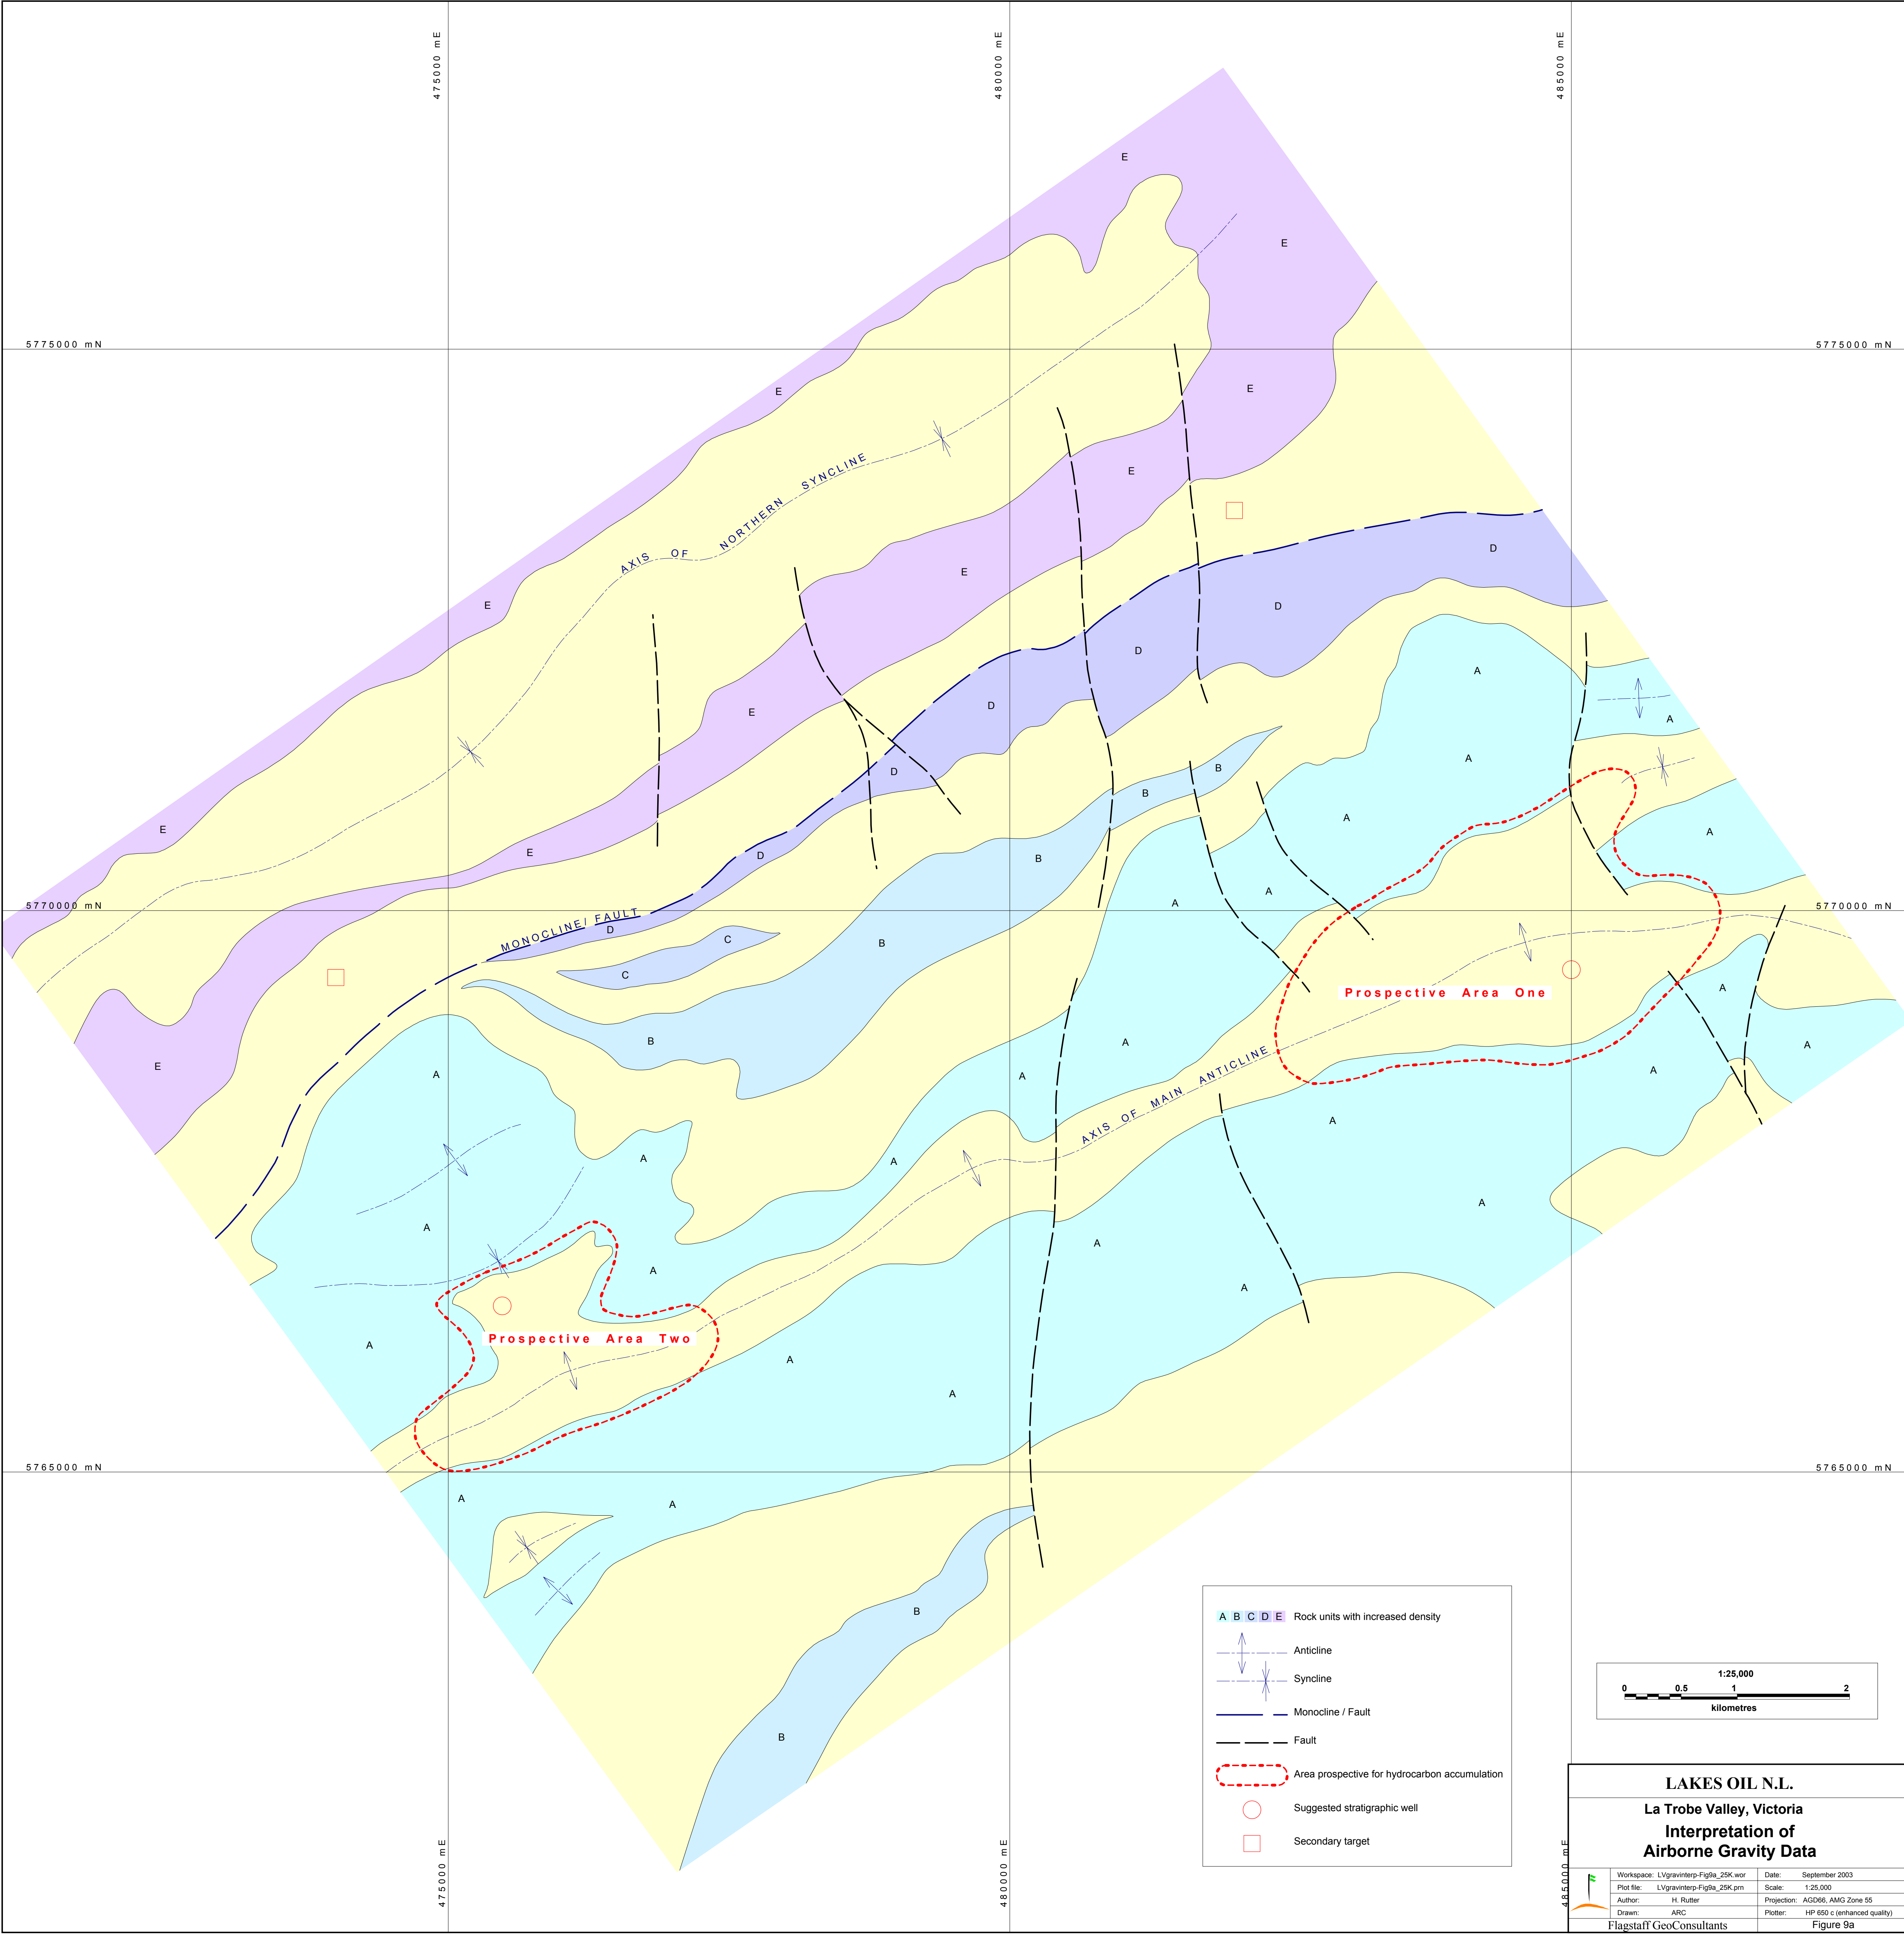 475000 mE
480000 mE
485000 mE
E
E
5775000 mN
5775000 mN
E
E
AXIS OF NORTHERN SYNCLINE
E
E
D
E
E
D
D
A
E
D
A
E
D
A
B
B
E
A
A
E
D
B
A
A
5770000 mN
MONOCLINE/ FAULT
5770000 mN
D
C
B
C
A
Prospective Area One
B
A
A
E
A
A
A
AXIS OF MAIN ANTICLINE
A
A
A
A
A
A
A
A
Prospective Area Two
A
A
A
5765000 mN
5765000 mN
A
A
B
B
A B C D E Rock units with increased density
Anticline
Syncline
Monocline / Fault
Fault
Area prospective for hydrocarbon accumulation
Suggested stratigraphic well
Secondary target
1:25,000
0 0.5 1 2
kilometres
475000 mE
480000 mE
485000 mE
LAKES OIL N.L.
La Trobe Valley, Victoria
Interpretation of
Airborne Gravity Data
Workspace: LVgravinterp-Fig9a_25K.wor Date: September 2003
Plot file: LVgravinterp-Fig9a_25K.prn Scale: 1:25,000
Author: H. Rutter Projection: AGD66, AMG Zone 55
Drawn: ARC Plotter: HP 650 c (enhanced quality)
Flagstaff GeoConsultants Figure 9a